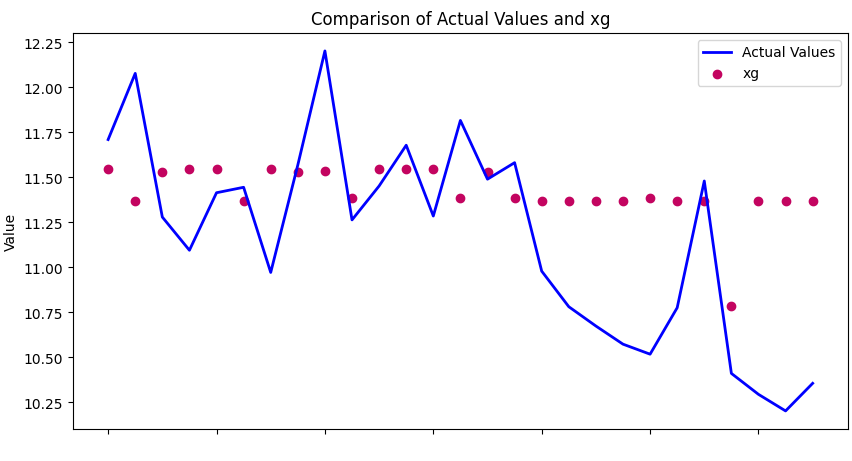 Comparison of Actual Values and xg
12.25
12.00
11.75
11.50
11.25
11.00
10.75
10.50
10.25
Value
Actual Values
xg